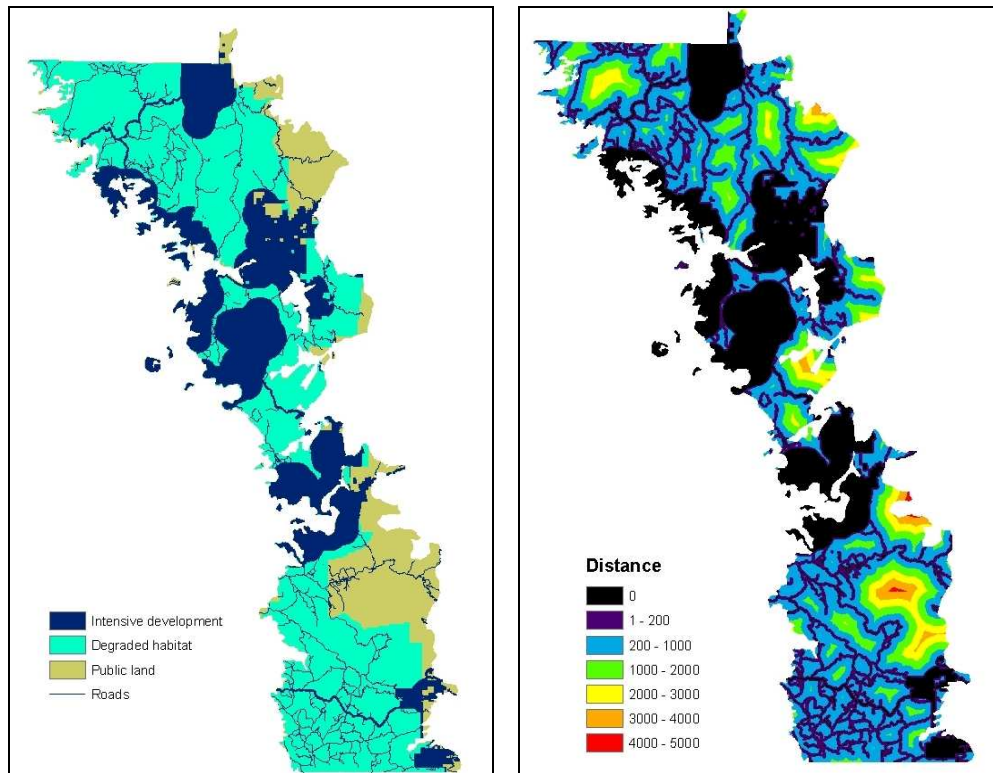 Intensive development
Degraded habitat
Public land
Roads
Distance
0
1 - 200
200 - 1000
1000 - 2000
2000 - 3000
3000 - 4000
4000 - 5000